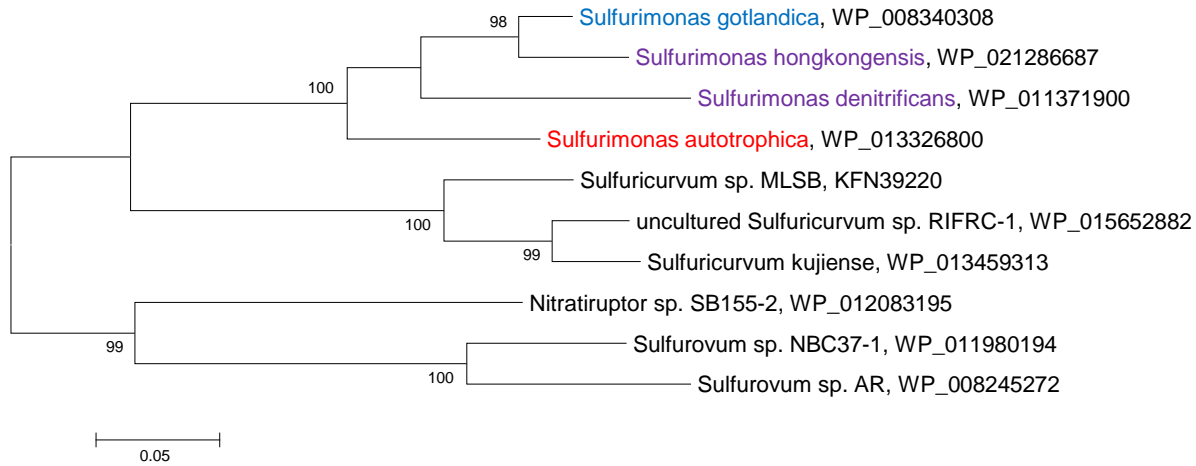 98
Sulfurimonas gotlandica, WP_008340308
Sulfurimonas hongkongensis, WP_021286687
100
Sulfurimonas denitrificans, WP_011371900
Sulfurimonas autotrophica, WP_013326800
Sulfuricurvum sp. MLSB, KFN39220
100
uncultured Sulfuricurvum sp. RIFRC-1, WP_015652882
99
Sulfuricurvum kujiense, WP_013459313
Nitratiruptor sp. SB155-2, WP_012083195
99
Sulfurovum sp. NBC37-1, WP_011980194
100
Sulfurovum sp. AR, WP_008245272
0.05